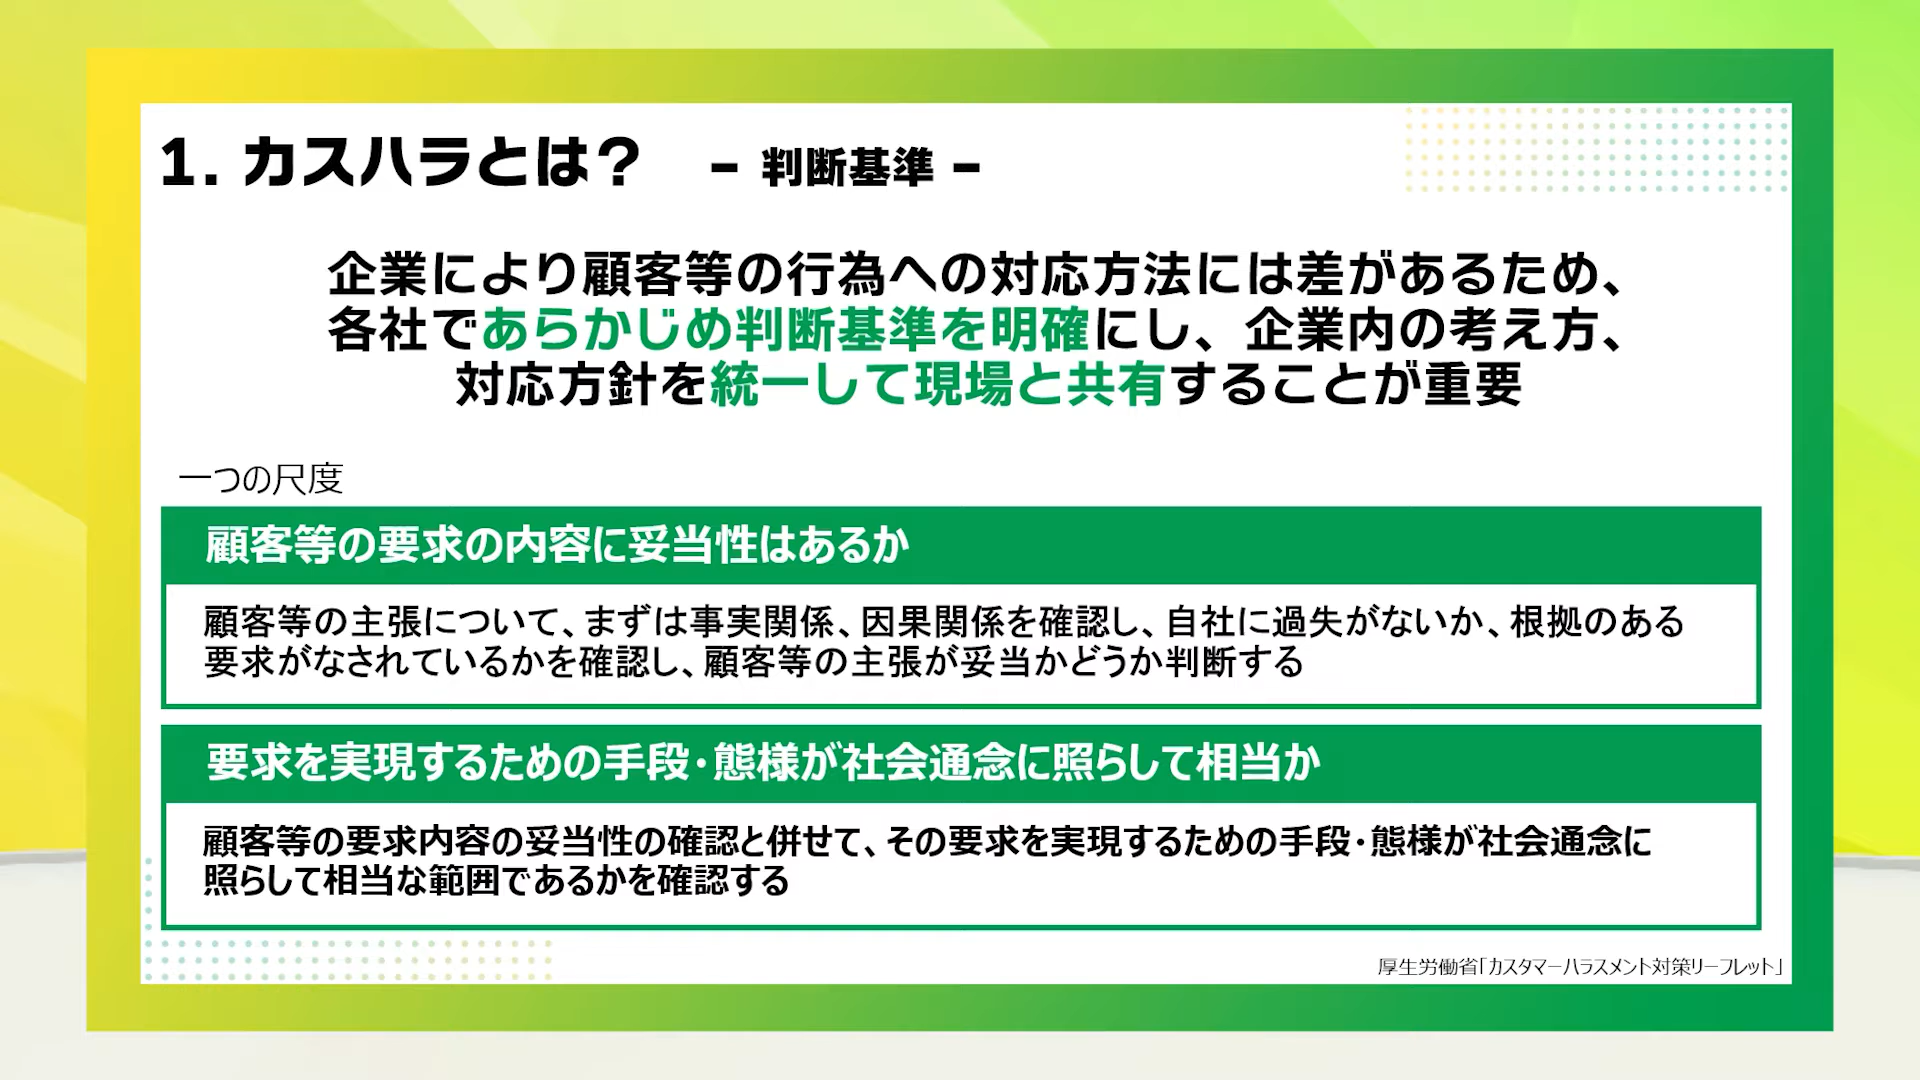 1. カスハラとは? － 判断基準 －
企業により顧客等の行為への対応方法には差があるため、
各社であらかじめ判断基準を明確にし、企業内の考え方、
対応方針を統一して現場と共有することが重要
一つの尺度
顧客等の要求の内容に妥当性はあるか
顧客等の主張について、まずは事実関係、因果関係を確認し、自社に過失がないか、根拠のある
要求がなされているかを確認し、顧客等の主張が妥当かどうか判断する
要求を実現するための手段・態様が社会通念に照らして相当か
顧客等の要求内容の妥当性の確認と併せて、その要求を実現するための手段・態様が社会通念に
照らして相当な範囲であるかを確認する
厚生労働省「カスタマーハラスメント対策リーフレット」